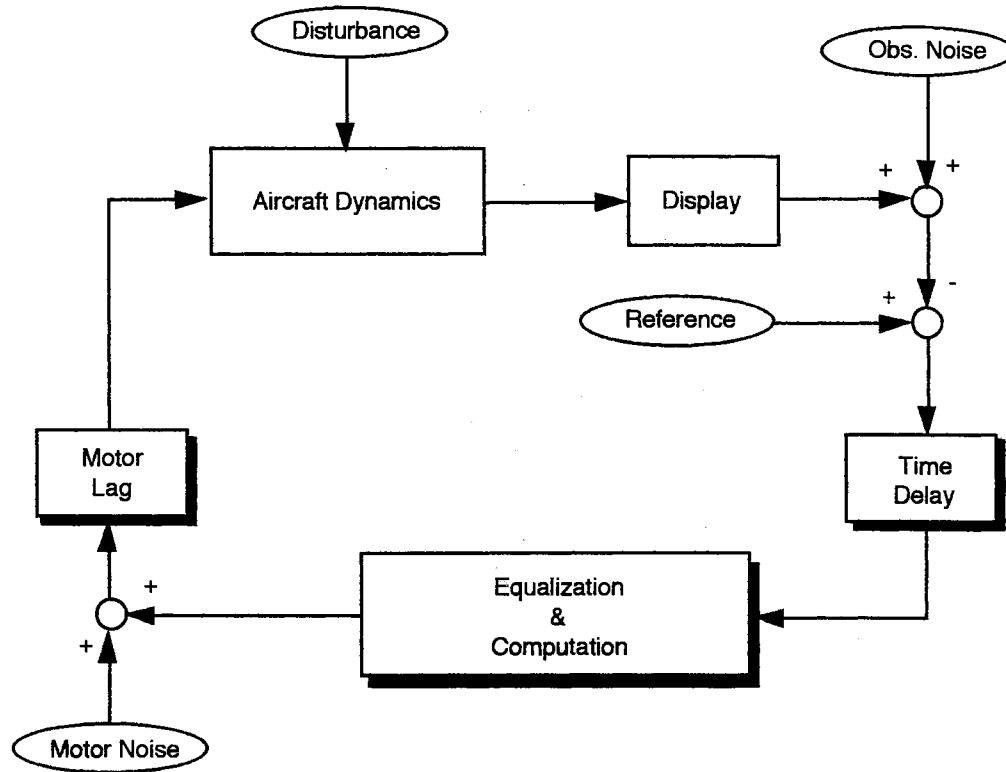 Disturbance
Obs. Noise
Aircraft Dynamics
Display
+
+
-
+
Reference
Motor
Lag
Time
Delay
Equalization
&
Computation
+
+
Motor Noise